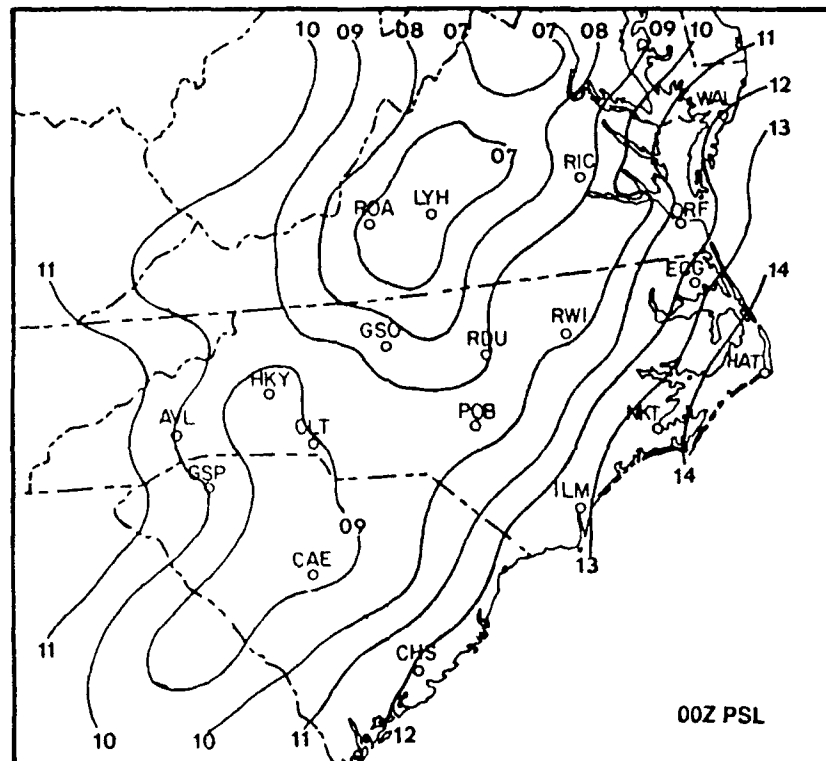 10 09 08 07 07 08 09 10 11
WAL 12
13
07 RIC
ROA LYH ORF
11 ECG 14
GSO RDU RWI
HAT
HKY
AVL CLT POB NKT
GSP 14
ILM
09
CAE 13
11
CHS
00Z PSL
10 10 11 12